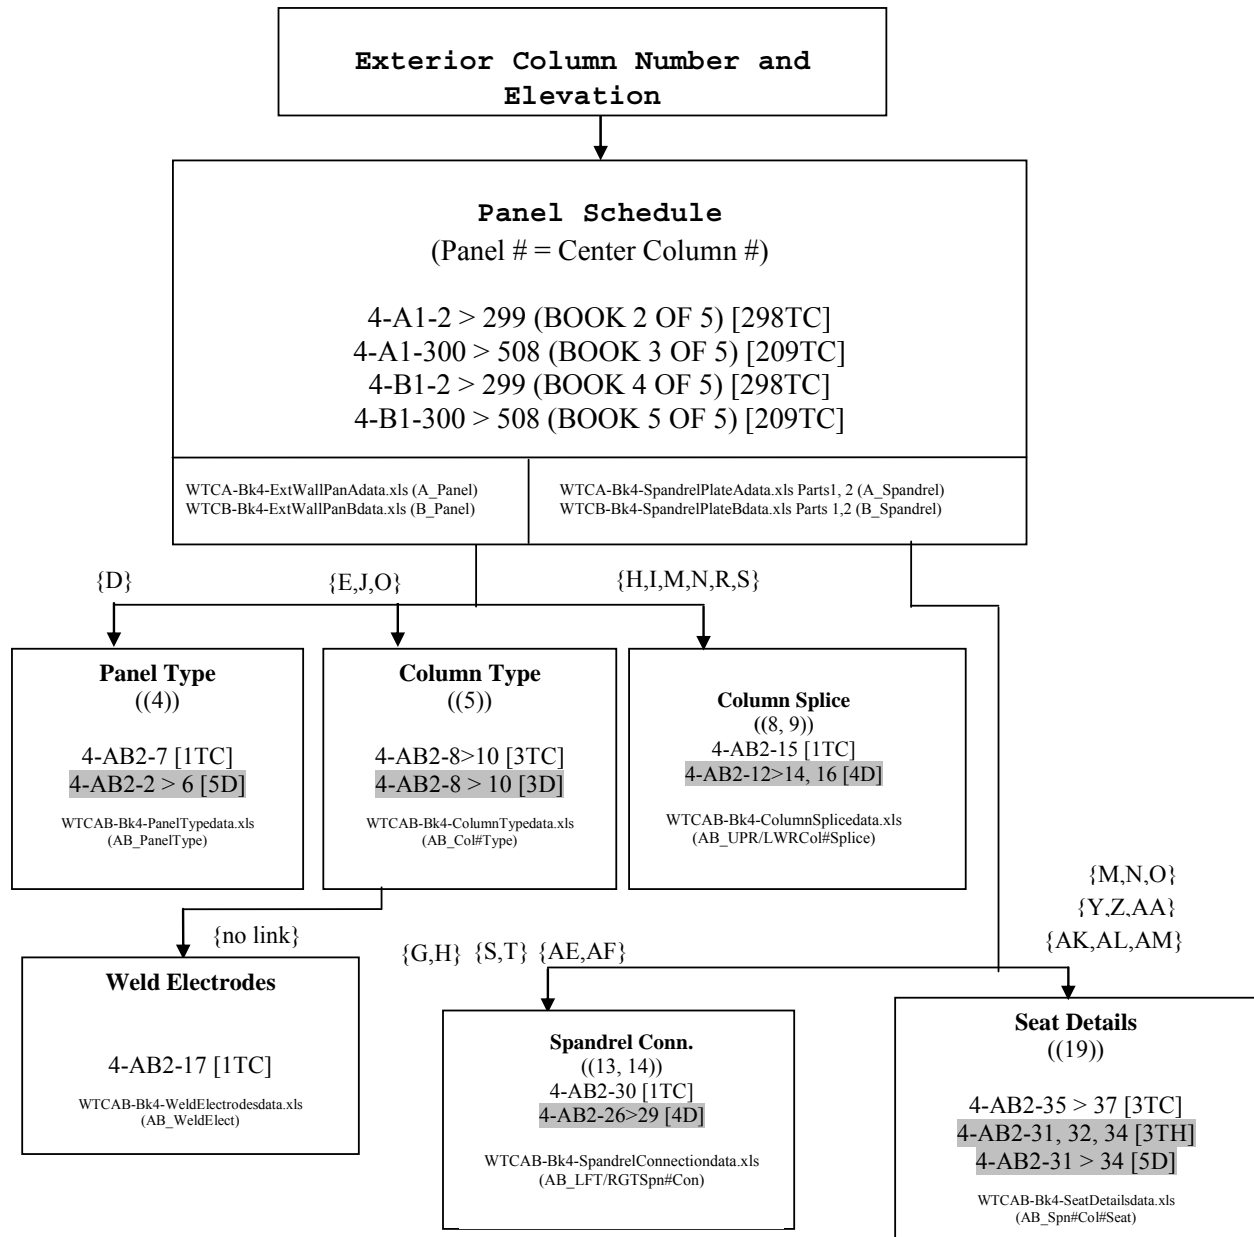 Exterior Column Number and
Elevation
Panel Schedule
(Panel # = Center Column #)
4-A1-2 > 299 (BOOK 2 OF 5) [298TC]
4-A1-300 > 508 (BOOK 3 OF 5) [209TC]
4-B1-2 > 299 (BOOK 4 OF 5) [298TC]
4-B1-300 > 508 (BOOK 5 OF 5) [209TC]
WTCA-Bk4-ExtWallPanAdata.xls (A_Panel)
WTCB-Bk4-ExtWallPanBdata.xls (B_Panel)
WTCA-Bk4-SpandrelPlateAdata.xls Parts1, 2 (A_Spandrel)
WTCB-Bk4-SpandrelPlateBdata.xls Parts 1,2 (B_Spandrel)
{D}
{E,J,O}
{H,I,M,N,R,S}
Panel Type
((4))
4-AB2-7 [1TC]
4-AB2-2 > 6 [5D]
WTCAB-Bk4-PanelTypedata.xls
(AB_PanelType)
Column Type
((5))
4-AB2-8>10 [3TC]
4-AB2-8 > 10 [3D]
WTCAB-Bk4-ColumnTypedata.xls
(AB_Col#Type)
Column Splice
((8, 9))
4-AB2-15 [1TC]
4-AB2-12>14, 16 [4D]
WTCAB-Bk4-ColumnSplicedata.xls
(AB_UPR/LWRCol#Splice)
{no link}
{G,H}
{S,T}
{AE,AF}
{M,N,O}
{Y,Z,AA}
{AK,AL,AM}
Weld Electrodes
4-AB2-17 [1TC]
WTCAB-Bk4-WeldElectrodesdata.xls
(AB_WeldElect)
Spandrel Conn.
((13, 14))
4-AB2-30 [1TC]
4-AB2-26>29 [4D]
WTCAB-Bk4-SpandrelConnectiondata.xls
(AB_LFT/RGTSpn#Con)
Seat Details
((19))
4-AB2-35 > 37 [3TC]
4-AB2-31, 32, 34 [3TH]
4-AB2-31 > 34 [5D]
WTCAB-Bk4-SeatDetailsdata.xls
(AB_Spn#Col#Seat)